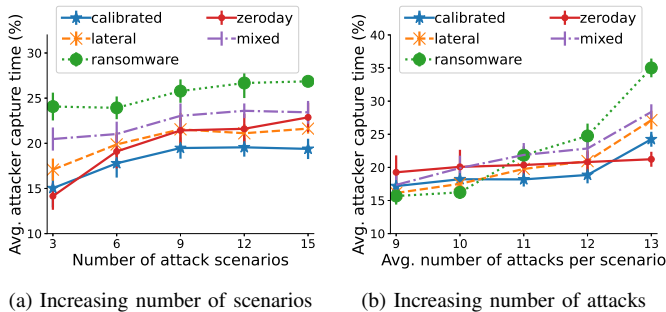 calibrated
lateral
ransomware
zeroday
mixed
Avg. attacker capture time (%)
30
25
20
15
10
3
6
9
12
15
Number of attack scenarios
(a) Increasing number of scenarios
calibrated
lateral
ransomware
zeroday
mixed
Avg. attacker capture time (%)
40
35
30
25
20
15
10
9
10
11
12
13
Avg. number of attacks per scenario
(b) Increasing number of attacks